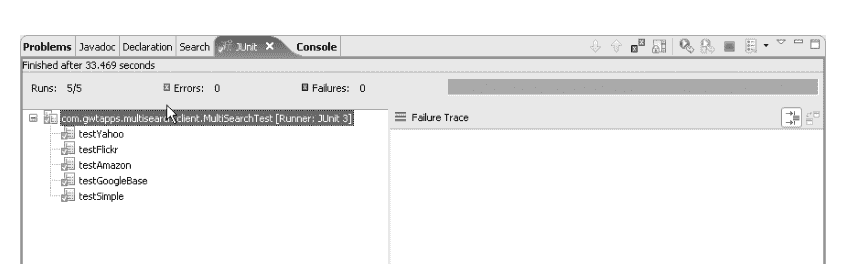 Problems Javadoc Declaration Search JUnit Console
Finished after 33.469 seconds
Runs: 5/5 Errors: 0 Failures: 0
com.gwtapps.multisearch.client.MultiSearchTest [Runner: JUnit 3]
Failure Trace
testYahoo
testFlickr
testAmazon
testGoogleBase
testSimple